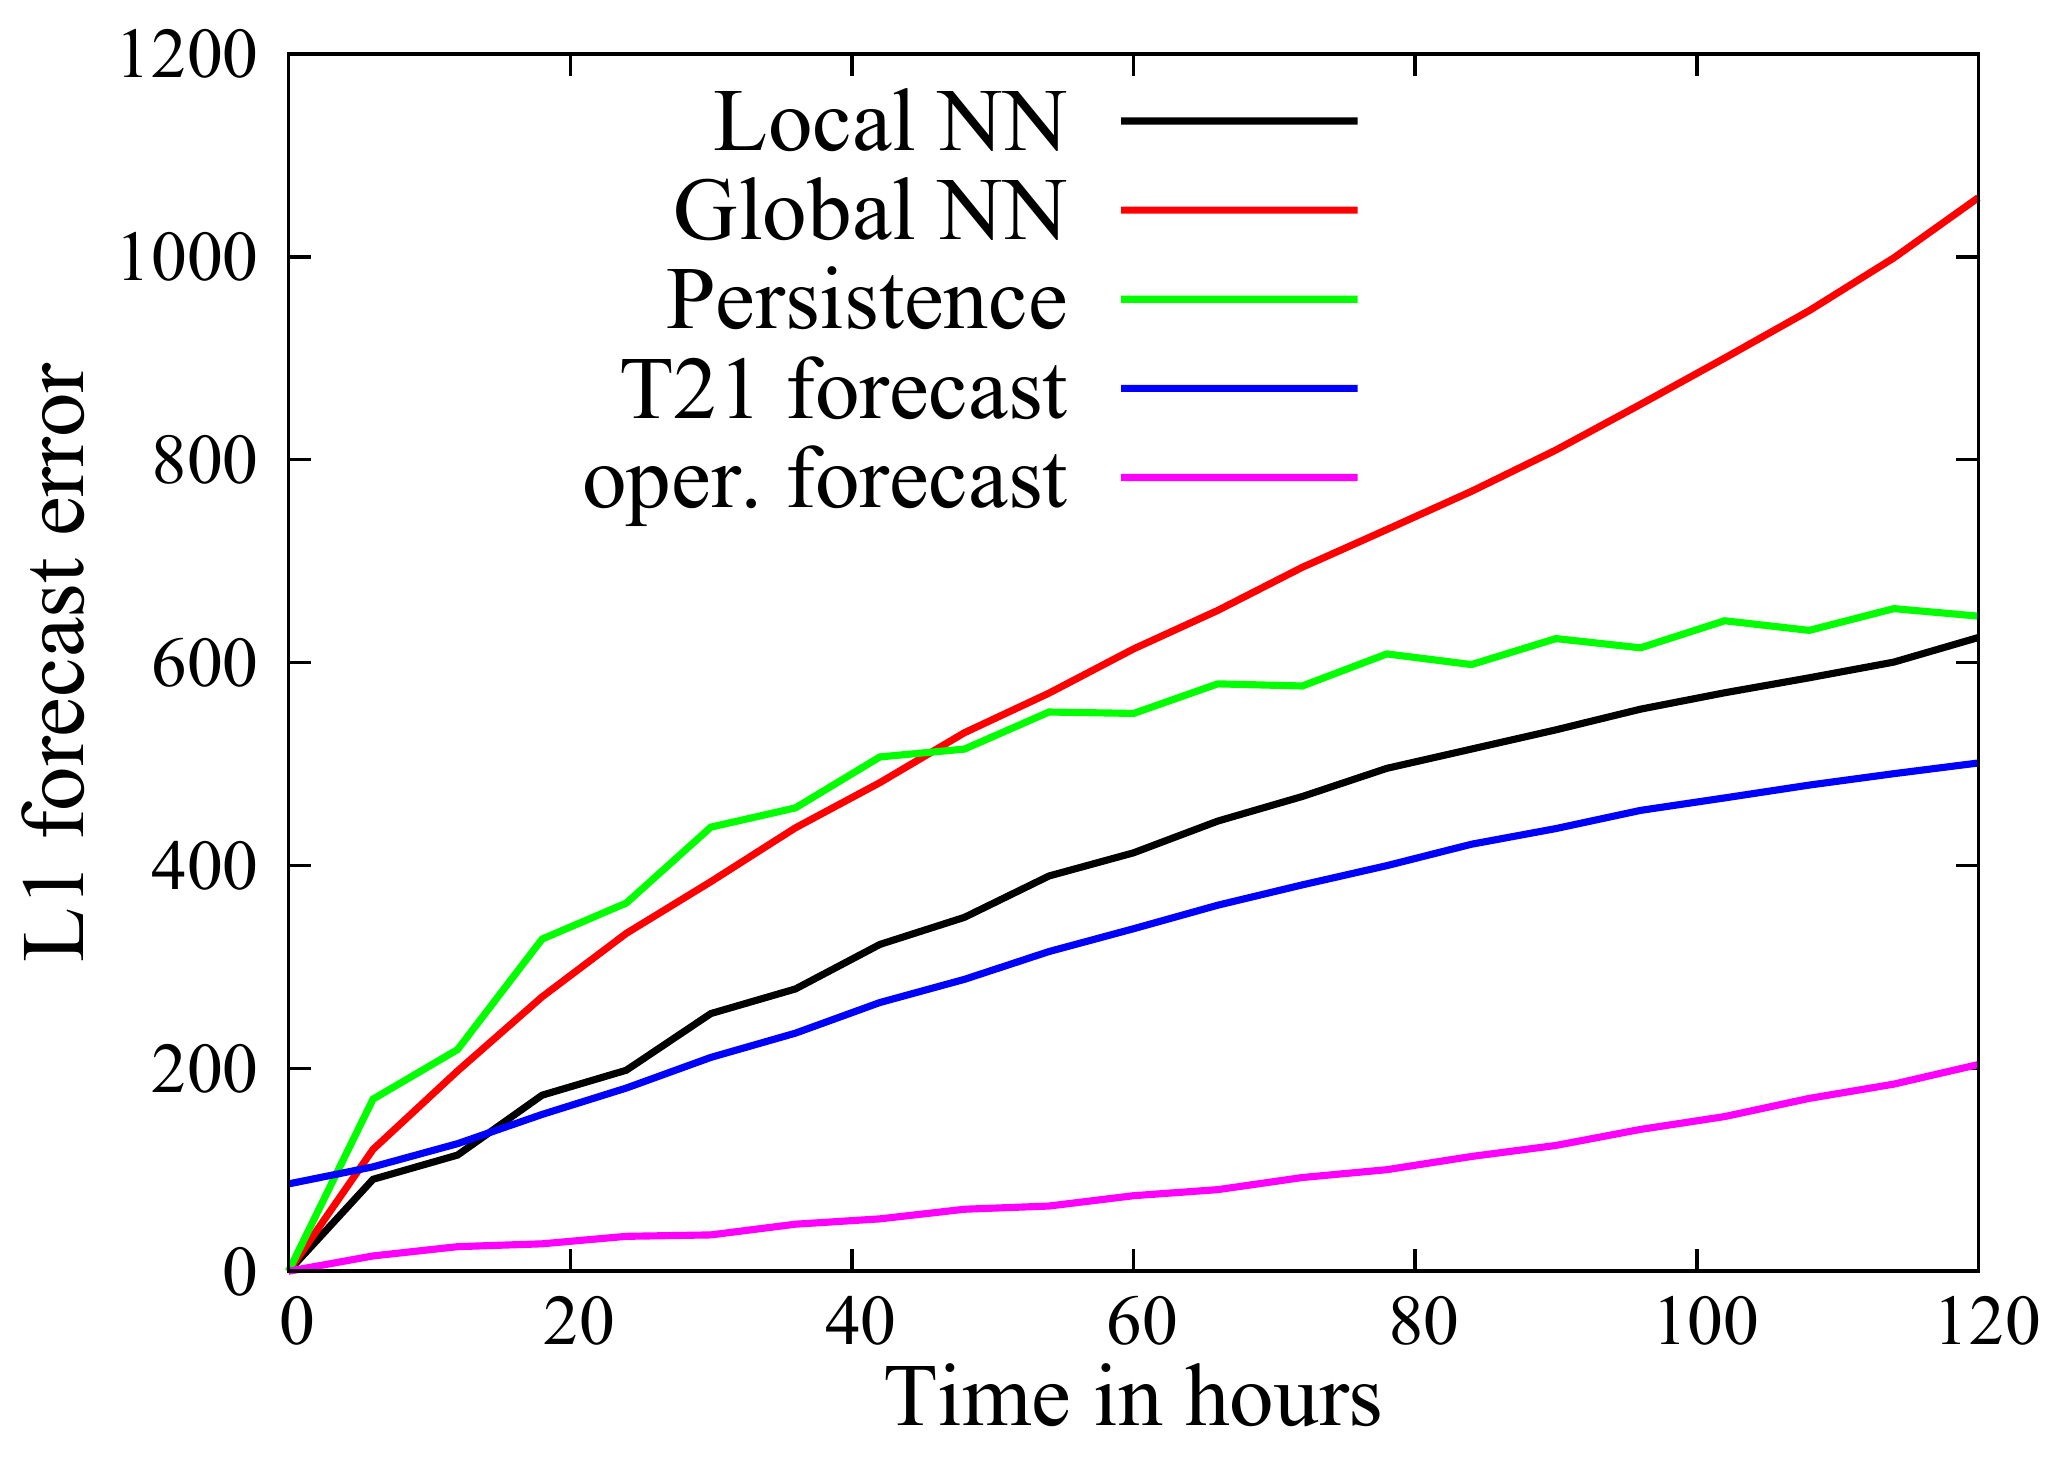 1200
1000
800
600
400
200
0
L1 forecast error
Local NN
Global NN
Persistence
T21 forecast
oper. forecast
0 20 40 60 80 100 120
Time in hours